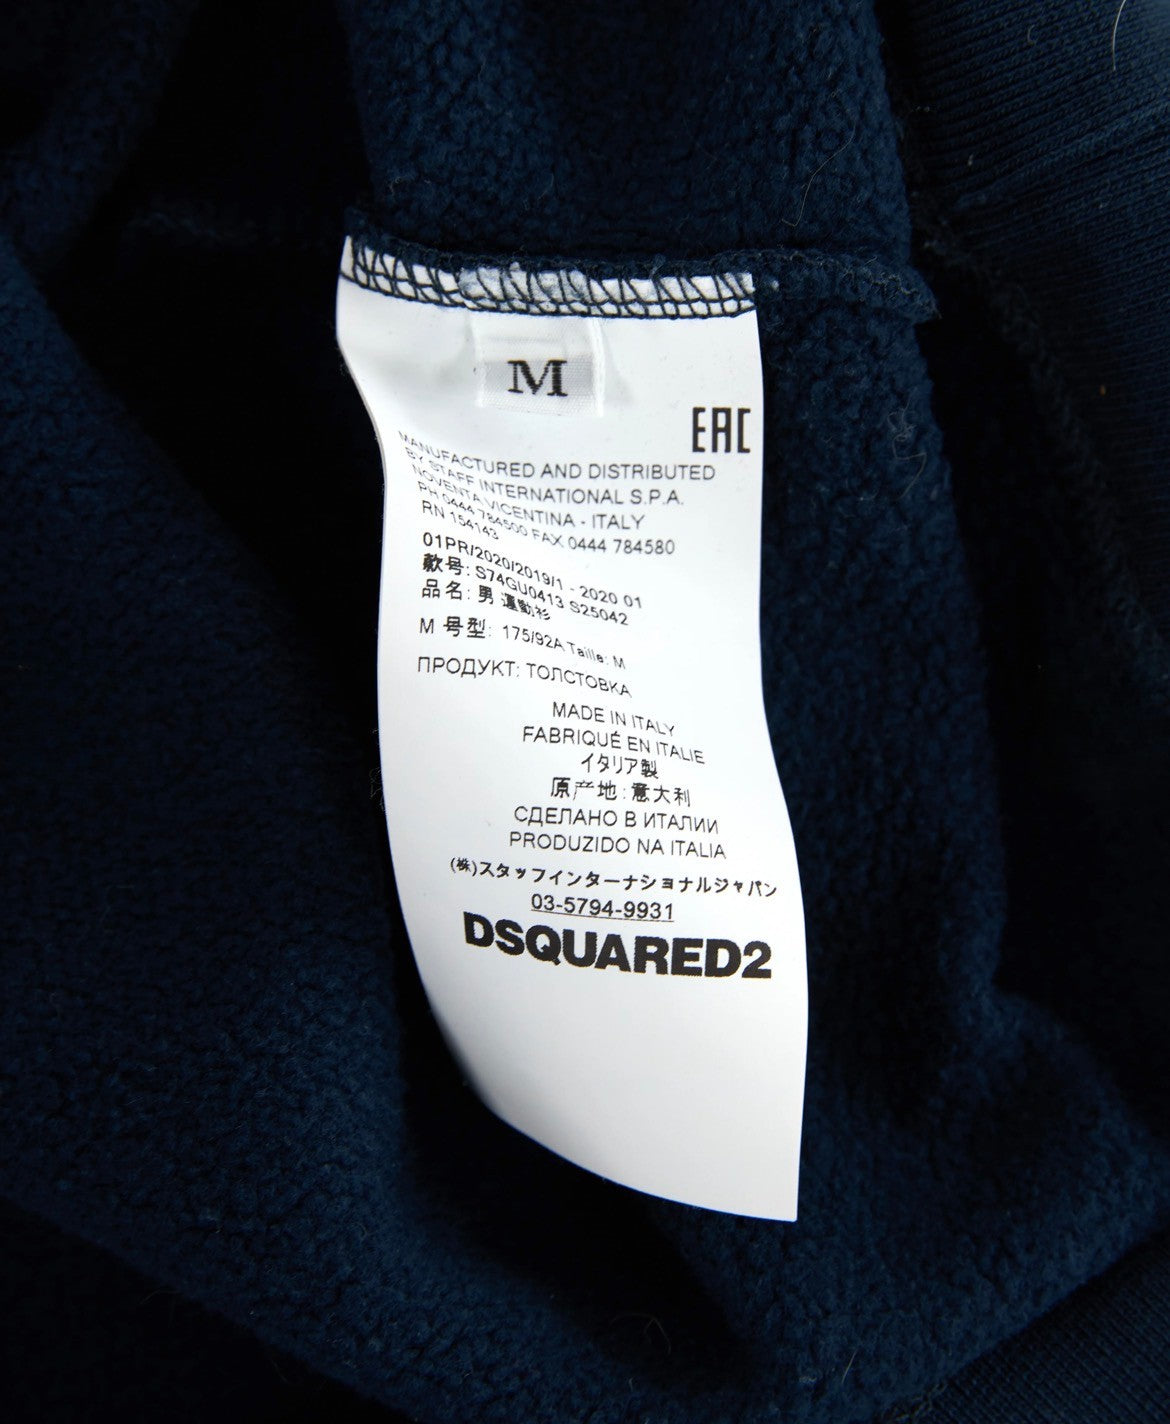 M
EAC
MANUFACTURED AND DISTRIBUTED
BY STAFF INTERNATIONAL S.P.A.
NOVENTA VICENTINA - ITALY
PH 0444 784500 FAX 0444 784580
RN 154143
01PR/2020/2019/1 - 2020 01
款号: S74GU0413 S25042
品名: 男 運動衫
M 号型: 175/92A Taille: M
ПРОДУКТ: ТОЛСТОВКА
MADE IN ITALY
FABRIQUÉ EN ITALIE
イタリア製
原产地: 意大利
СДЕЛАНО В ИТАЛИИ
PRODUZIDO NA ITALIA
(株)スタッフインターナショナルジャパン
03-5794-9931
DSQUARED2